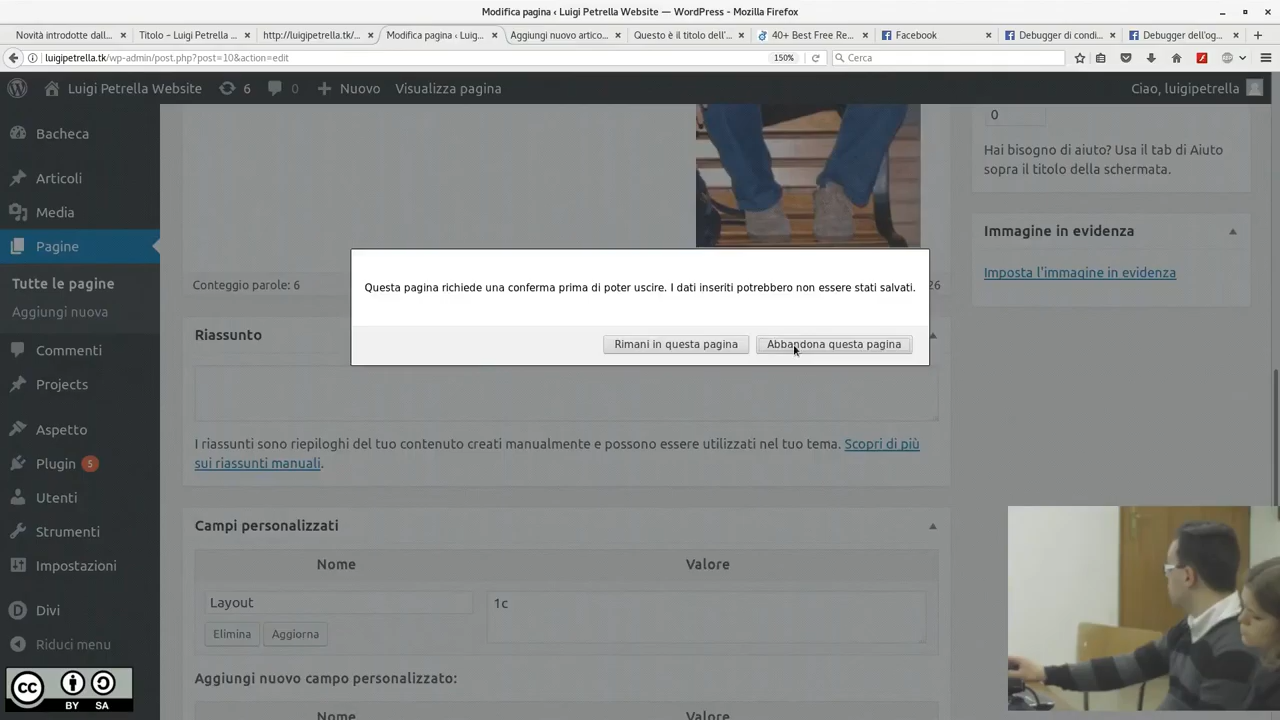 Modifica pagina ‹ Luigi Petrella Website — WordPress - Mozilla Firefox
Novità introdotte dall...
Titolo – Luigi Petrella ...
http://luigipetrella.tk/...
Modifica pagina ‹ Luig...
Aggiungi nuovo artico...
Questo è il titolo dell'...
40+ Best Free Re...
Facebook
Debugger di condi...
Debugger dell'og...
luigipetrella.tk/wp-admin/post.php?post=10&action=edit
150%
Cerca
Luigi Petrella Website
6
0
Nuovo
Visualizza pagina
Ciao, luigipetrella
Bacheca
Articoli
Media
Pagine
Tutte le pagine
Aggiungi nuova
Commenti
Projects
Aspetto
Plugin 5
Utenti
Strumenti
Impostazioni
Divi
Riduci menu
0
Hai bisogno di aiuto? Usa il tab di Aiuto
sopra il titolo della schermata.
Immagine in evidenza
Imposta l'immagine in evidenza
Questa pagina richiede una conferma prima di poter uscire. I dati inseriti potrebbero non essere stati salvati.
Rimani in questa pagina
Abbandona questa pagina
Conteggio parole: 6
26
Riassunto
I riassunti sono riepiloghi del tuo contenuto creati manualmente e possono essere utilizzati nel tuo tema. Scopri di più
sui riassunti manuali.
Campi personalizzati
Nome
Valore
Layout
1c
Elimina
Aggiorna
Aggiungi nuovo campo personalizzato:
Nome
Valore
cc
BY SA